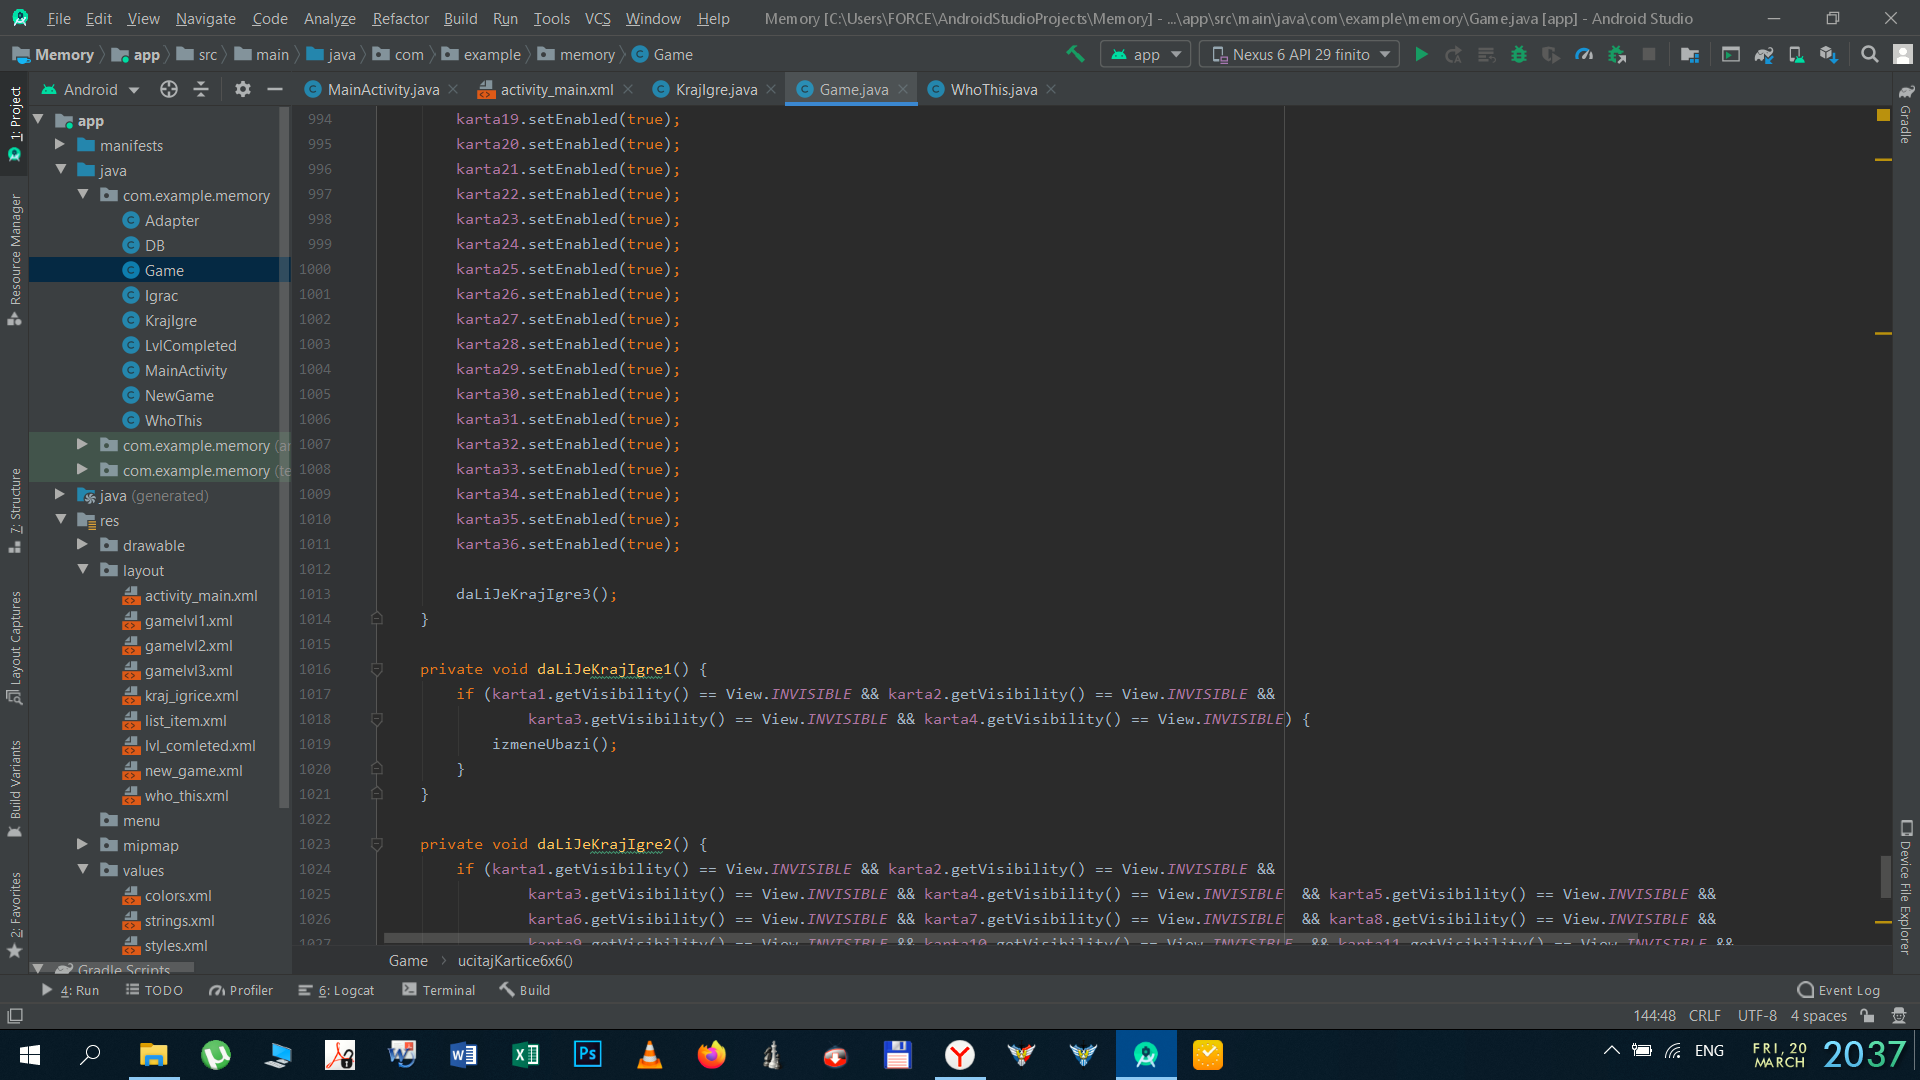 File Edit View Navigate Code Analyze Refactor Build Run Tools VCS Window Help Memory [C:\Users\FORCE\AndroidStudioProjects\Memory] - ...\app\src\main\java\com\example\memory\Game.java [app] - Android Studio
Memory app src main java com example memory Game app Nexus 6 API 29 finito
Android MainActivity.java activity_main.xml KrajIgre.java Game.java WhoThis.java
1: Project
Resource Manager
7: Structure
Layout Captures
Build Variants
2: Favorites
app
manifests
java
com.example.memory
Adapter
DB
Game
Igrac
KrajIgre
LvlCompleted
MainActivity
NewGame
WhoThis
com.example.memory (a
com.example.memory (te
java (generated)
res
drawable
layout
activity_main.xml
gamelvl1.xml
gamelvl2.xml
gamelvl3.xml
kraj_igrice.xml
list_item.xml
lvl_comleted.xml
new_game.xml
who_this.xml
menu
mipmap
values
colors.xml
strings.xml
styles.xml
Gradle Scripts
994 karta19.setEnabled(true);
995 karta20.setEnabled(true);
996 karta21.setEnabled(true);
997 karta22.setEnabled(true);
998 karta23.setEnabled(true);
999 karta24.setEnabled(true);
1000 karta25.setEnabled(true);
1001 karta26.setEnabled(true);
1002 karta27.setEnabled(true);
1003 karta28.setEnabled(true);
1004 karta29.setEnabled(true);
1005 karta30.setEnabled(true);
1006 karta31.setEnabled(true);
1007 karta32.setEnabled(true);
1008 karta33.setEnabled(true);
1009 karta34.setEnabled(true);
1010 karta35.setEnabled(true);
1011 karta36.setEnabled(true);
1012
1013 daLiJeKrajIgre3();
1014 }
1015
1016 private void daLiJeKrajIgre1() {
1017 if (karta1.getVisibility() == View.INVISIBLE && karta2.getVisibility() == View.INVISIBLE &&
1018 karta3.getVisibility() == View.INVISIBLE && karta4.getVisibility() == View.INVISIBLE) {
1019 izmeneUbazi();
1020 }
1021 }
1022
1023 private void daLiJeKrajIgre2() {
1024 if (karta1.getVisibility() == View.INVISIBLE && karta2.getVisibility() == View.INVISIBLE &&
1025 karta3.getVisibility() == View.INVISIBLE && karta4.getVisibility() == View.INVISIBLE && karta5.getVisibility() == View.INVISIBLE &&
1026 karta6.getVisibility() == View.INVISIBLE && karta7.getVisibility() == View.INVISIBLE && karta8.getVisibility() == View.INVISIBLE &&
1027 karta9.getVisibility() == View.INVISIBLE && karta10.getVisibility() == View.INVISIBLE && karta11.getVisibility() == View.INVISIBLE &&
Game ucitajKartice6x6()
Gradle
Device File Explorer
4: Run TODO Profiler 6: Logcat Terminal Build Event Log
144:48 CRLF UTF-8 4 spaces
Ps
ENG
FRI, 20
MARCH
2037